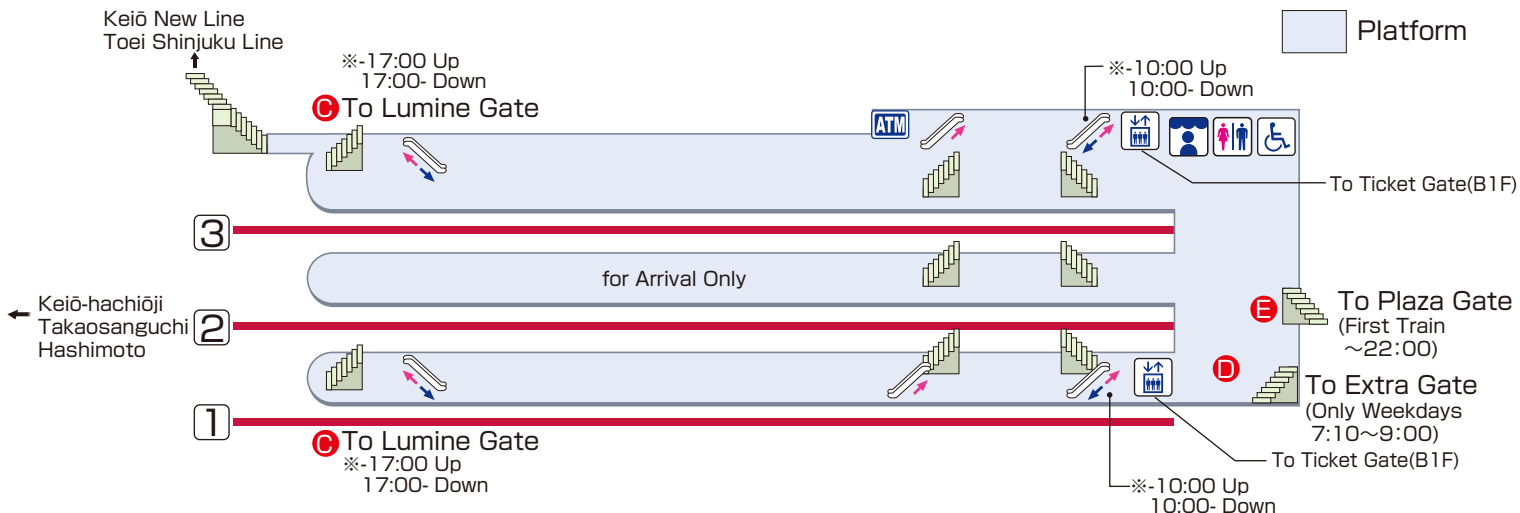 Keiō New Line
Toei Shinjuku Line
※-17:00 Up
17:00- Down
C To Lumine Gate
ATM
※-10:00 Up
10:00- Down
Platform
To Ticket Gate(B1F)
3
for Arrival Only
Keiō-hachiōji
Takaosanguchi
Hashimoto
2
E To Plaza Gate
(First Train
～22:00)
D To Extra Gate
(Only Weekdays
7:10～9:00)
1
C To Lumine Gate
※-17:00 Up
17:00- Down
To Ticket Gate(B1F)
※-10:00 Up
10:00- Down